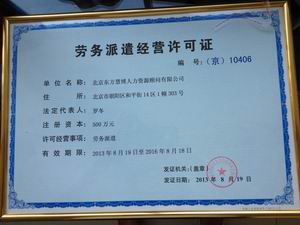 劳务派遣经营许可证
编 号：（京）10406
单 位 名 称： 北京东方慧博人力资源顾问有限公司
住 所： 北京市朝阳区和平街14区1幢303号
法定代表人： 罗冬
注 册 资 本： 500万元
许可经营事项： 劳务派遣
有 效 期 限： 2013年8月19日至2016年8月18日
发证机关：（盖章）
发证日期： 2013年 8月 19日